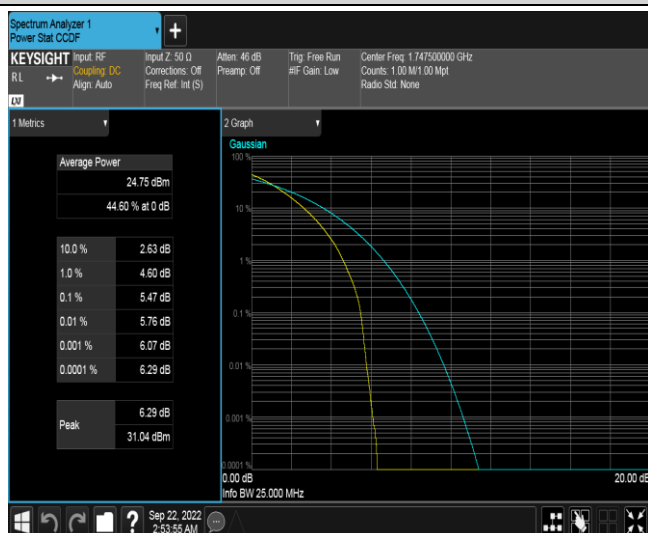 Spectrum Analyzer 1
Power Stat CCDF
KEYSIGHT
RL
LXI
Input: RF
Coupling: DC
Align: Auto
Input Z: 50 Ω
Corrections: Off
Freq Ref: Int (S)
Atten: 46 dB
Preamp: Off
Trig: Free Run
#IF Gain: Low
Center Freq: 1.747500000 GHz
Counts: 1.00 M/1.00 Mpt
Radio Std: None
1 Metrics
Average Power
24.75 dBm
44.60 % at 0 dB
10.0 % 2.63 dB
1.0 % 4.60 dB
0.1 % 5.47 dB
0.01 % 5.76 dB
0.001 % 6.07 dB
0.0001 % 6.29 dB
Peak
6.29 dB
31.04 dBm
2 Graph
Gaussian
100 %
10 %
1 %
0.1 %
0.01 %
0.001 %
0.0001 %
0.00 dB 20.00 dB
Info BW 25.000 MHz
Sep 22, 2022
2:53:55 AM